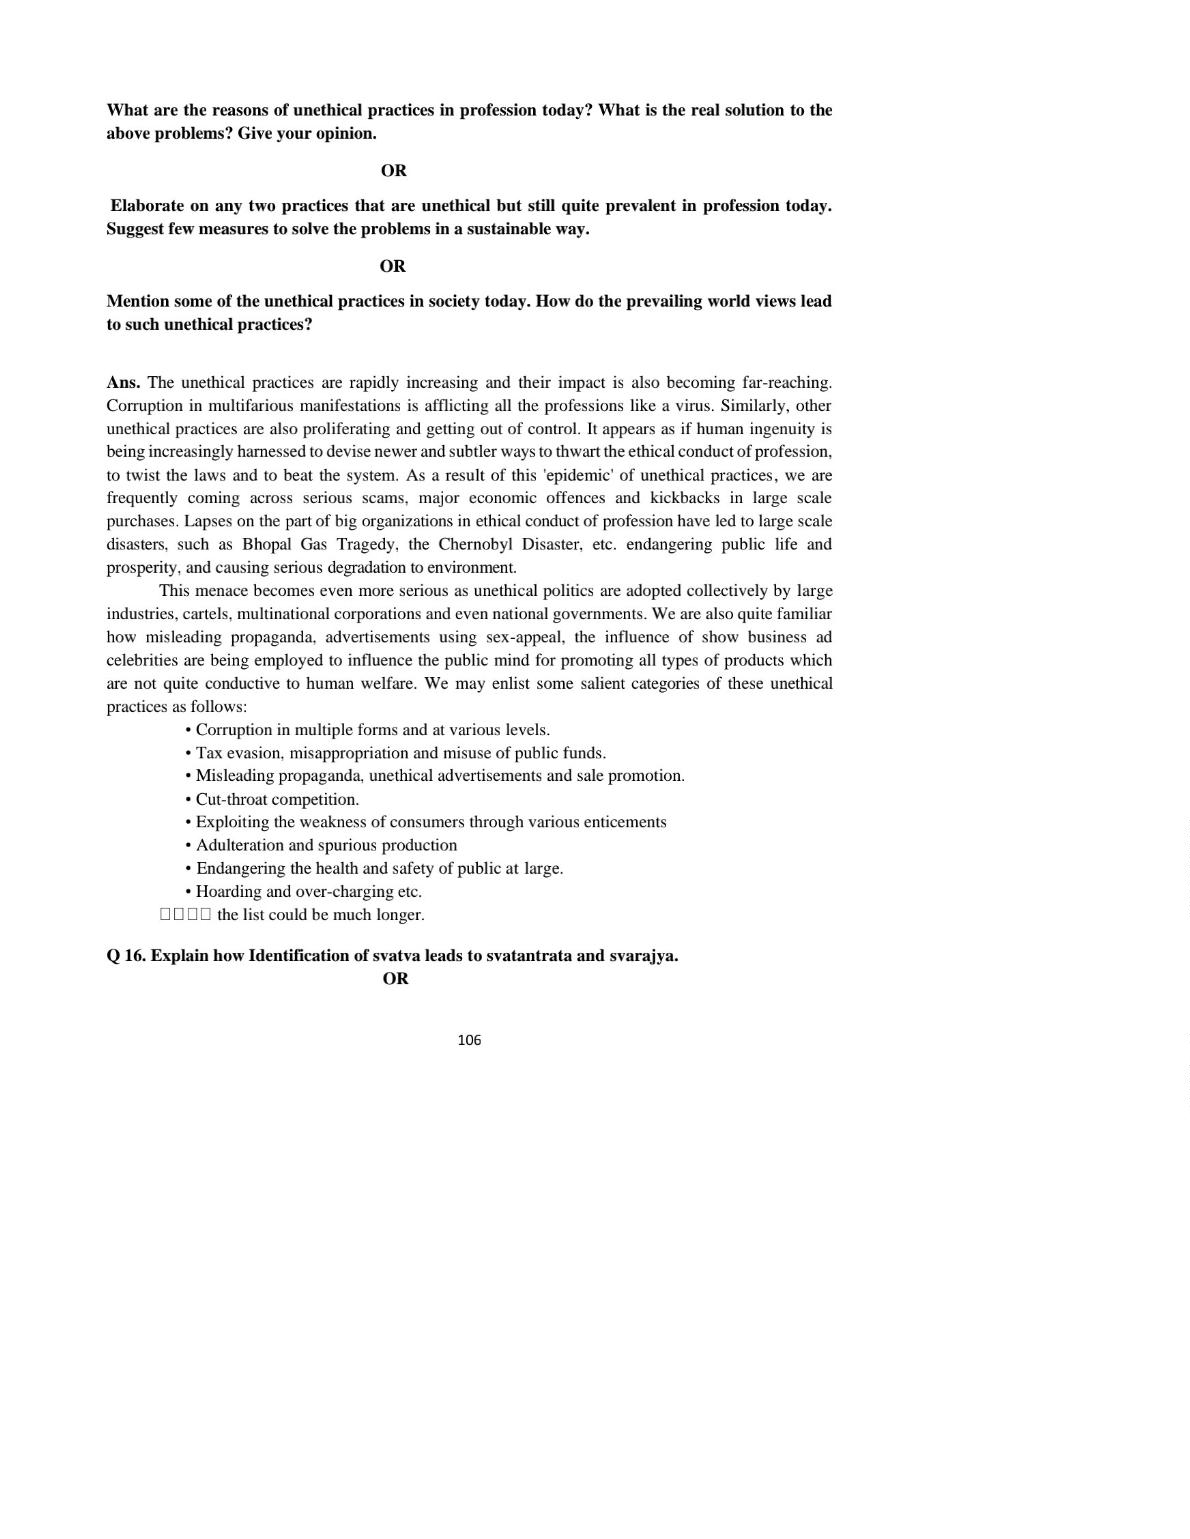 What are the reasons of unethical practices in profession today? What is the real solution to the
above problems? Give your opinion.
OR
Elaborate on any two practices that are unethical but still quite prevalent in profession today.
Suggest few measures to solve the problems in a sustainable way.
OR
Mention some of the unethical practices in society today. How do the prevailing world views lead
to such unethical practices?
Ans. The unethical practices are rapidly increasing and their impact is also becoming far-reaching.
Corruption in multifarious manifestations is afflicting all the professions like a virus. Similarly, other
unethical practices are also proliferating and getting out of control. It appears as if human ingenuity is
being increasingly harnessed to devise newer and subtler ways to thwart the ethical conduct of profession,
to twist the laws and to beat the system. As a result of this 'epidemic' of unethical practices, we are
frequently coming across serious scams, major economic offences and kickbacks in large scale
purchases. Lapses on the part of big organizations in ethical conduct of profession have led to large scale
disasters, such as Bhopal Gas Tragedy, the Chernobyl Disaster, etc. endangering public life and
prosperity, and causing serious degradation to environment.
This menace becomes even more serious as unethical politics are adopted collectively by large
industries, cartels, multinational corporations and even national governments. We are also quite familiar
how misleading propaganda, advertisements using sex-appeal, the influence of show business ad
celebrities are being employed to influence the public mind for promoting all types of products which
are not quite conductive to human welfare. We may enlist some salient categories of these unethical
practices as follows:
• Corruption in multiple forms and at various levels.
• Tax evasion, misappropriation and misuse of public funds.
• Misleading propaganda, unethical advertisements and sale promotion.
• Cut-throat competition.
• Exploiting the weakness of consumers through various enticements
• Adulteration and spurious production
• Endangering the health and safety of public at large.
• Hoarding and over-charging etc.
□□□□ the list could be much longer.
Q 16. Explain how Identification of svatva leads to svatantrata and svarajya.
OR
106